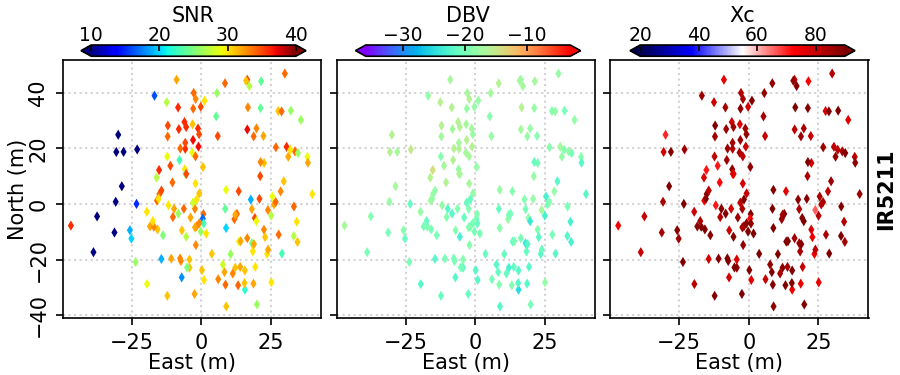 SNR DBV Xc
10 20 30 40 −30 −20 −10 20 40 60 80
40
20
0
−20
−40
North (m)
IR5211
−25 0 25 −25 0 25 −25 0 25
East (m) East (m) East (m)